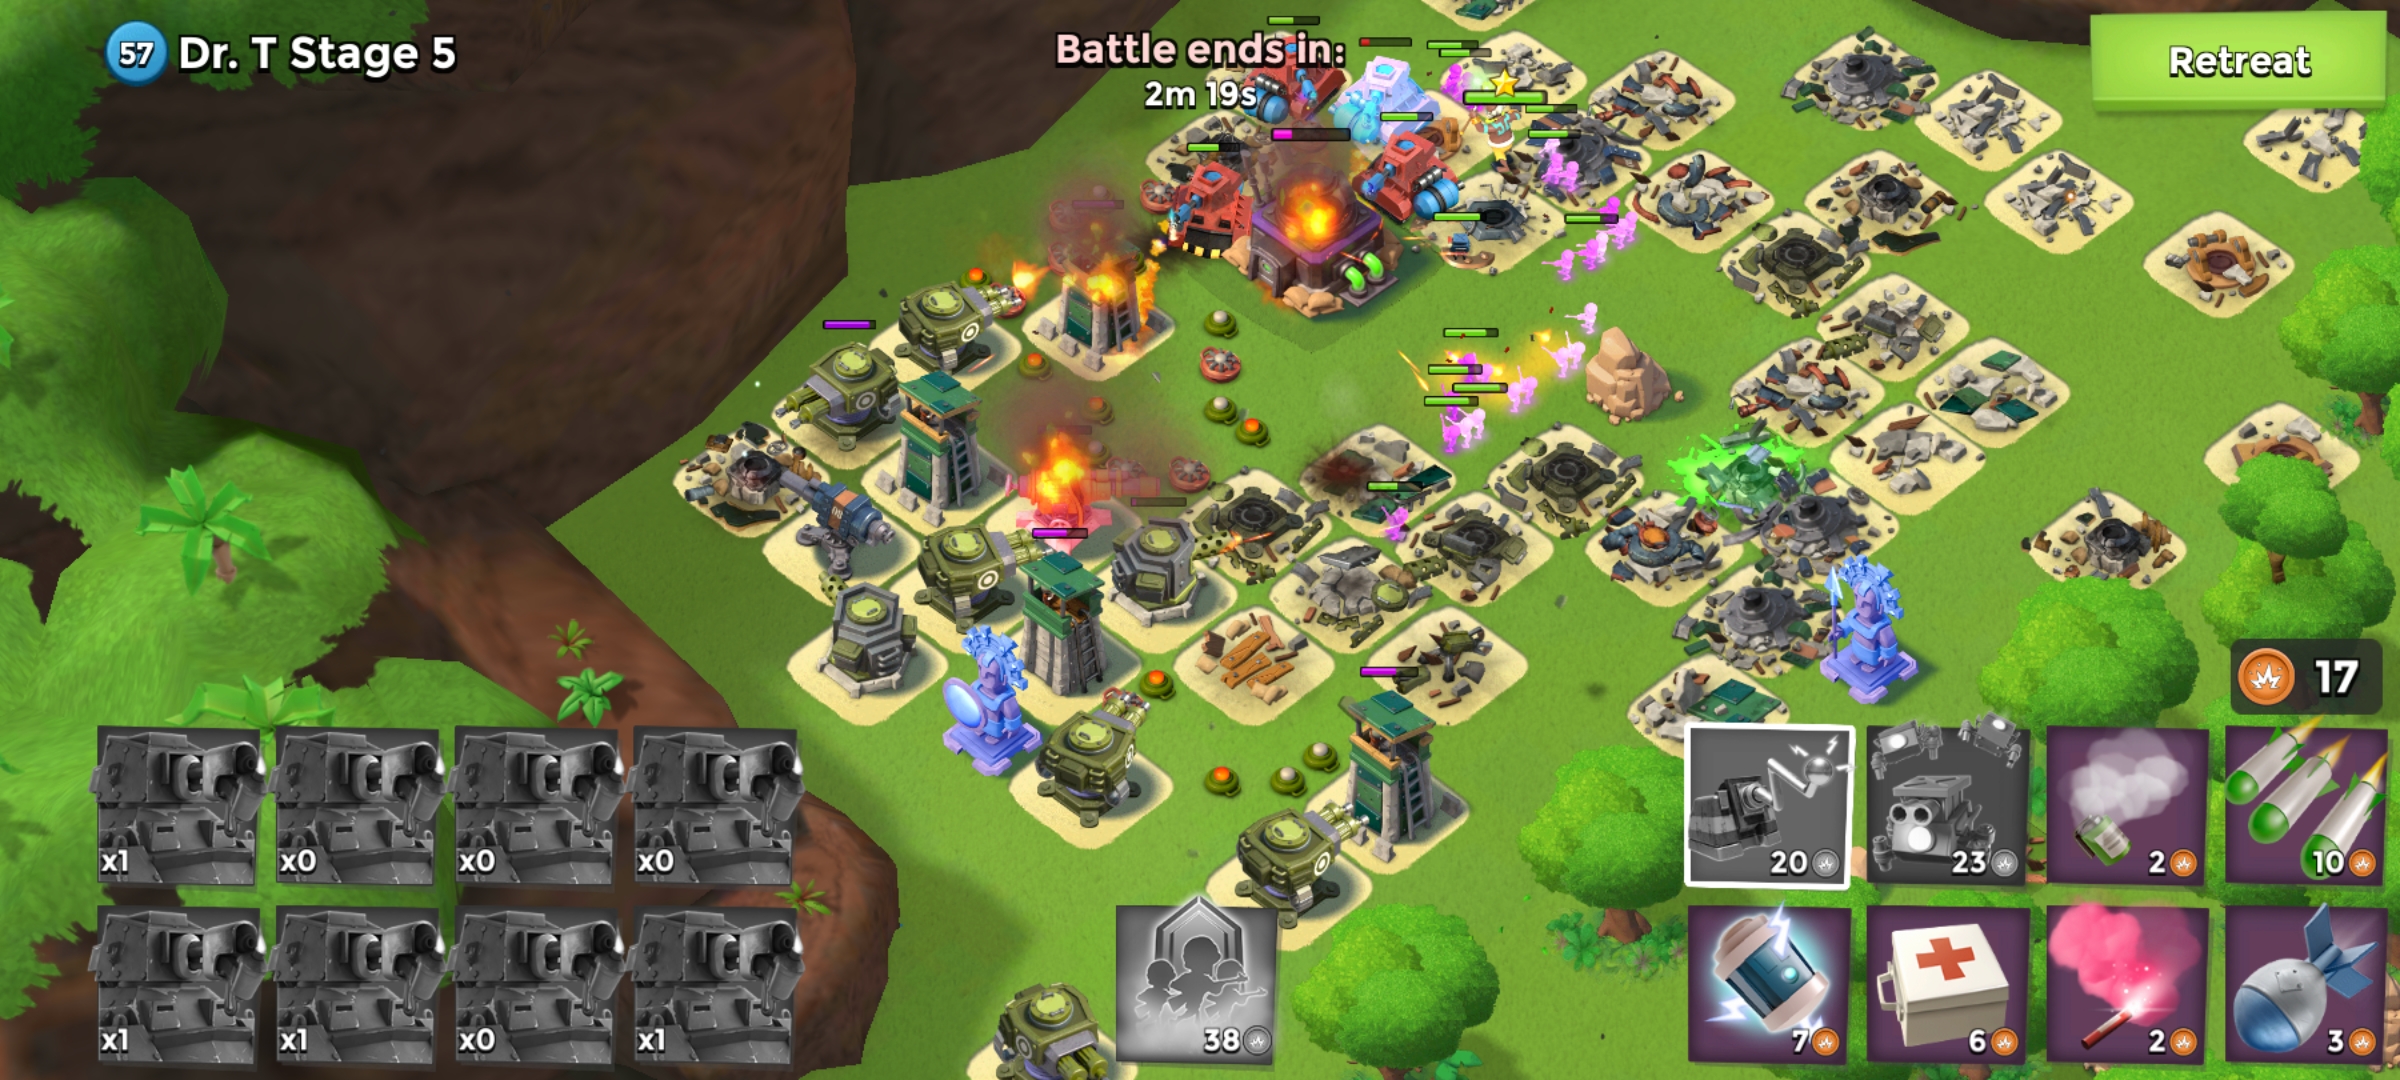 57 Dr. T Stage 5
Battle ends in:
2m 19s
Retreat
17
x1 x0 x0 x0
20 23 2 10
x1 x1 x0 x1
38
7 6 2 3